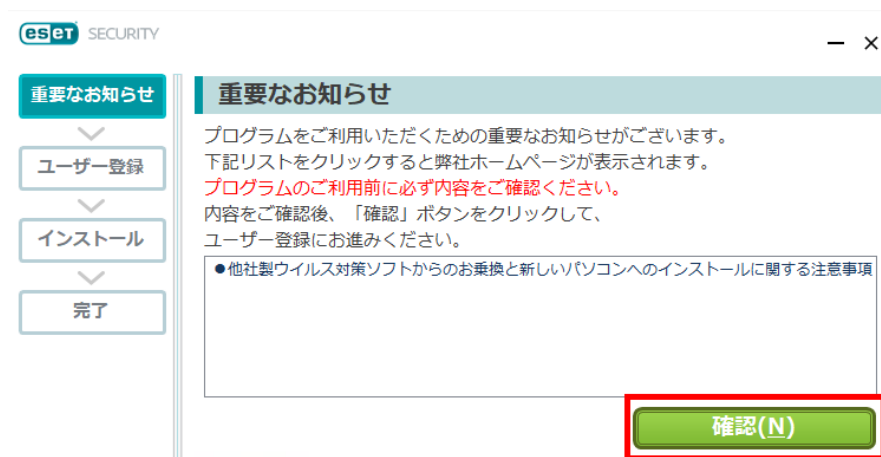 eset SECURITY
重要なお知らせ
ユーザー登録
インストール
完了
重要なお知らせ
プログラムをご利用いただくための重要なお知らせがございます。
下記リストをクリックすると弊社ホームページが表示されます。
プログラムのご利用前に必ず内容をご確認ください。
内容をご確認後、「確認」ボタンをクリックして、
ユーザー登録にお進みください。
●他社製ウイルス対策ソフトからのお乗換と新しいパソコンへのインストールに関する注意事項
確認(N)